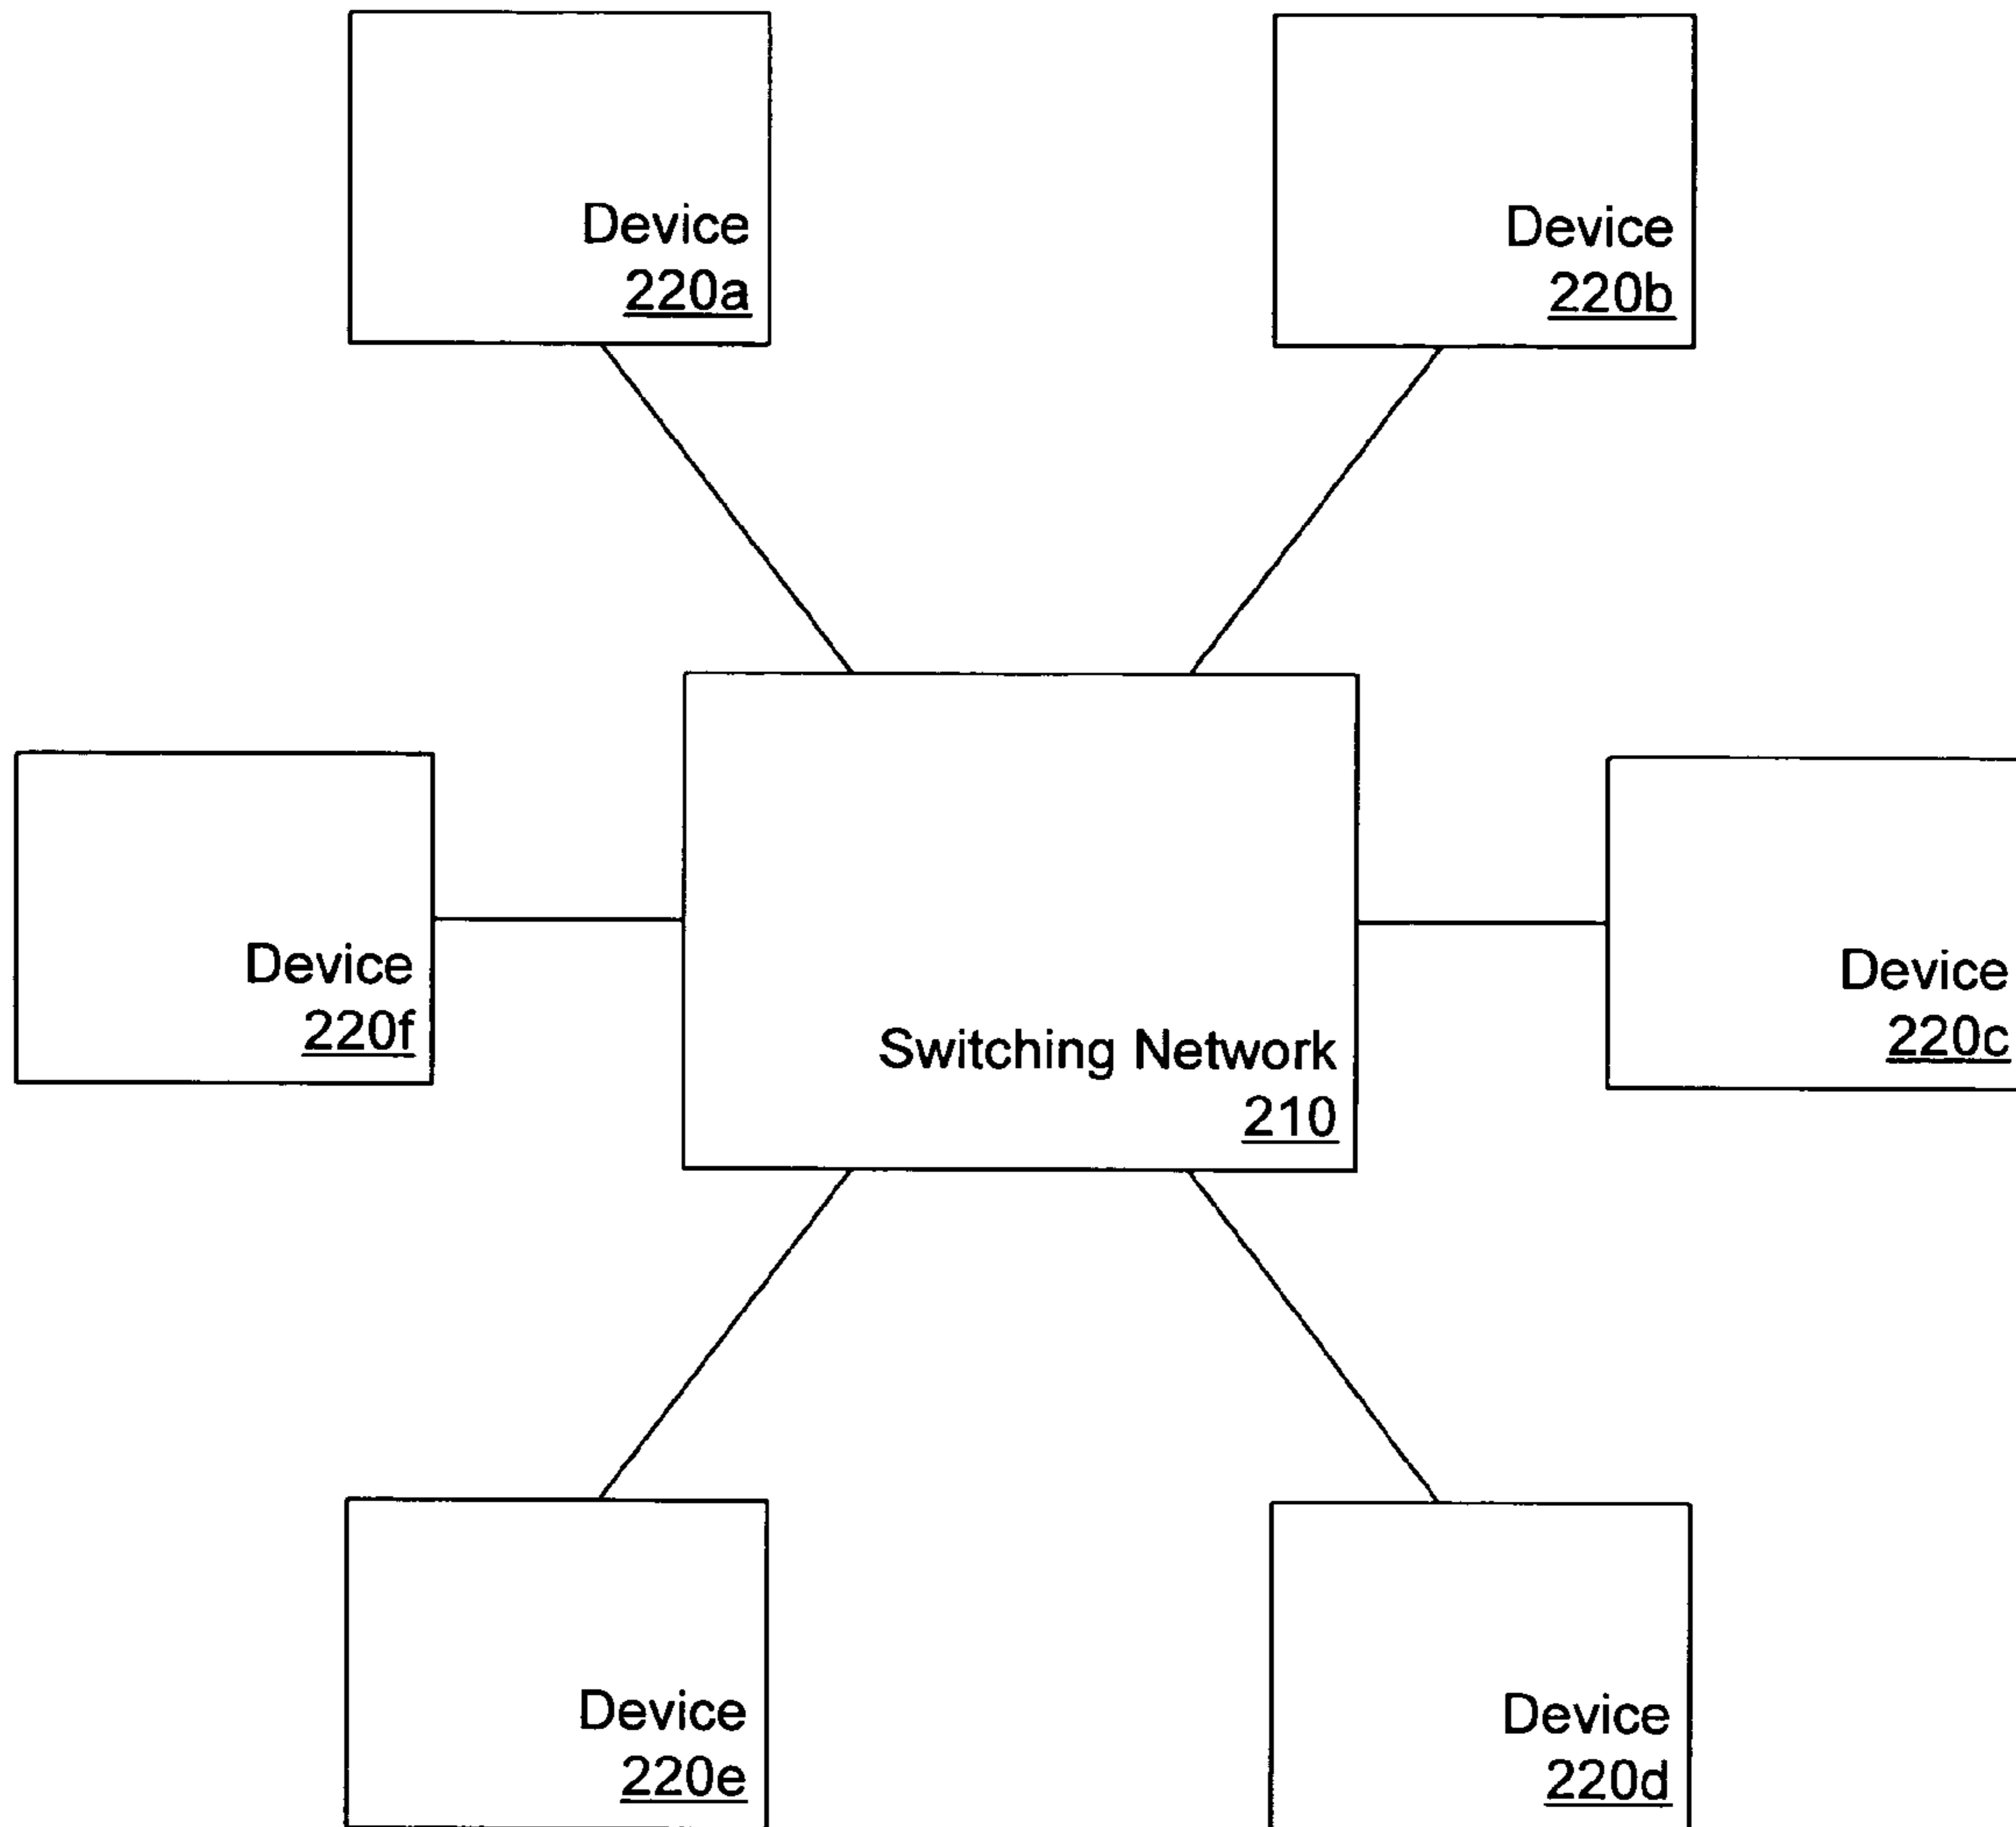 Device
220a
Device
220b
Device
220f
Switching Network
210
Device
220c
Device
220e
Device
220d